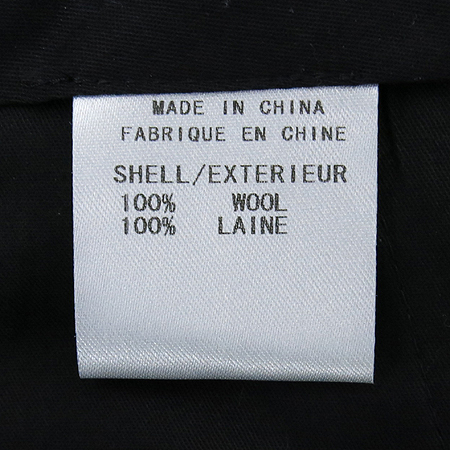 MADE IN CHINA
FABRIQUE EN CHINE
SHELL/EXTERIEUR
100% WOOL
100% LAINE